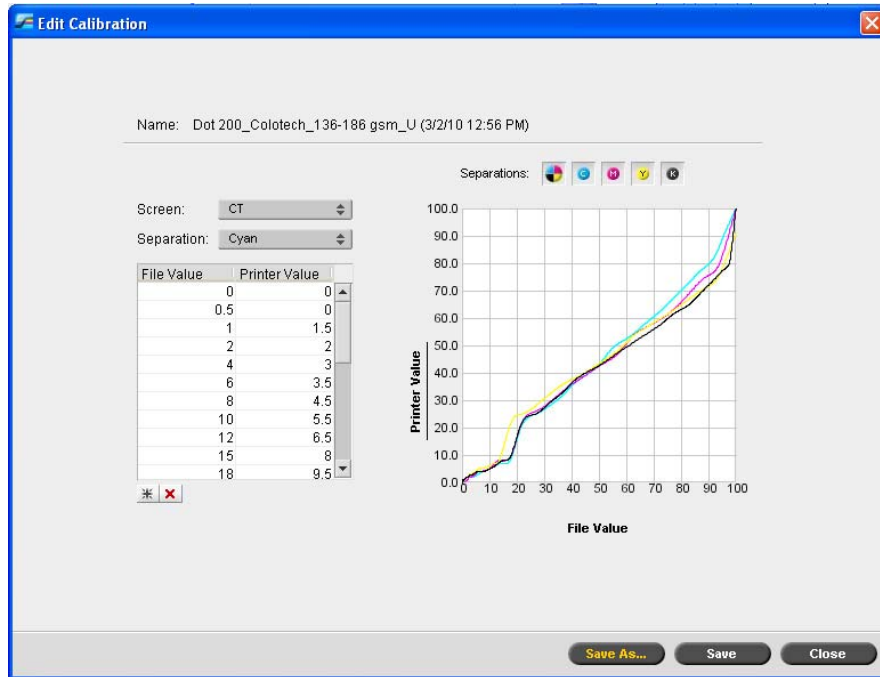 Edit Calibration
Name: Dot 200_Colotech_136-186 gsm_U (3/2/10 12:56 PM)
Separations: C M Y K
Screen: CT
Separation: Cyan
File Value Printer Value
0 0
0.5 0
1 1.5
2 2
4 3
6 3.5
8 4.5
10 5.5
12 6.5
15 8
18 9.5
100.0
90.0
80.0
70.0
60.0
50.0
40.0
30.0
20.0
10.0
0.0
Printer Value
0 10 20 30 40 50 60 70 80 90 100
File Value
Save As... Save Close